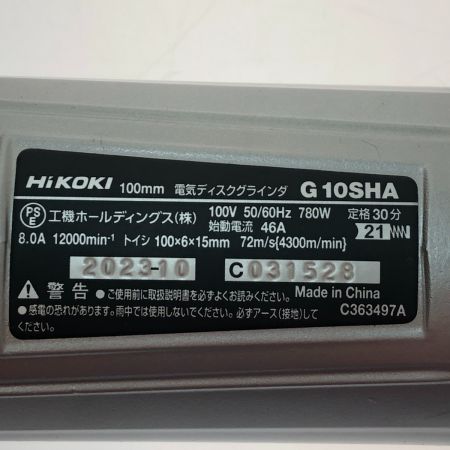 HiKOKI 100mm 電気ディスクグラインダ G 10SHA
PS E 工機ホールディングス(株) 100V 50/60Hz 780W 定格30分
始動電流 46A 21
8.0A 12000min⁻¹ トイシ 100×6×15mm 72m/s{4300m/min}
2023-10 C 031528
警告 ●ご使用前に取扱説明書を必ずよくお読みください。 Made in China
●感電の恐れがあります。雨中では使用しないでください。必ずアース(接地)して
ください。 C363497A